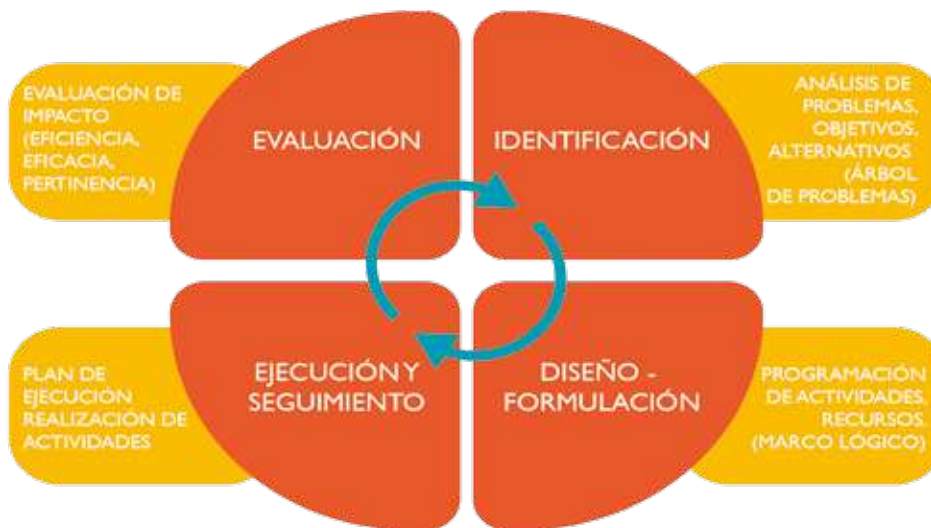 EVALUACIÓN DE
IMPACTO
(EFICIENCIA,
EFICACIA,
PERTINENCIA)
EVALUACIÓN
IDENTIFICACIÓN
ANÁLISIS DE
PROBLEMAS,
OBJETIVOS,
ALTERNATIVOS
(ÁRBOL
DE PROBLEMAS)
PLAN DE
EJECUCIÓN
REALIZACIÓN DE
ACTIVIDADES
EJECUCIÓN Y
SEGUIMIENTO
DISEÑO -
FORMULACIÓN
PROGRAMACIÓN
DE ACTIVIDADES,
RECURSOS.
(MARCO LÓGICO)